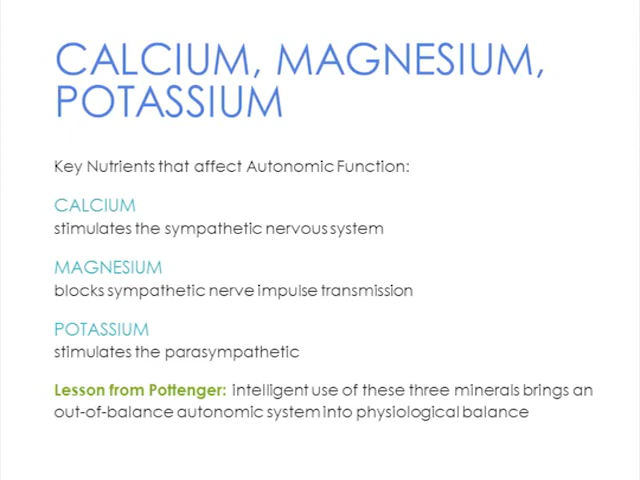 CALCIUM, MAGNESIUM,
POTASSIUM
Key Nutrients that affect Autonomic Function:
CALCIUM
stimulates the sympathetic nervous system
MAGNESIUM
blocks sympathetic nerve impulse transmission
POTASSIUM
stimulates the parasympathetic
Lesson from Pottenger: intelligent use of these three minerals brings an
out-of-balance autonomic system into physiological balance